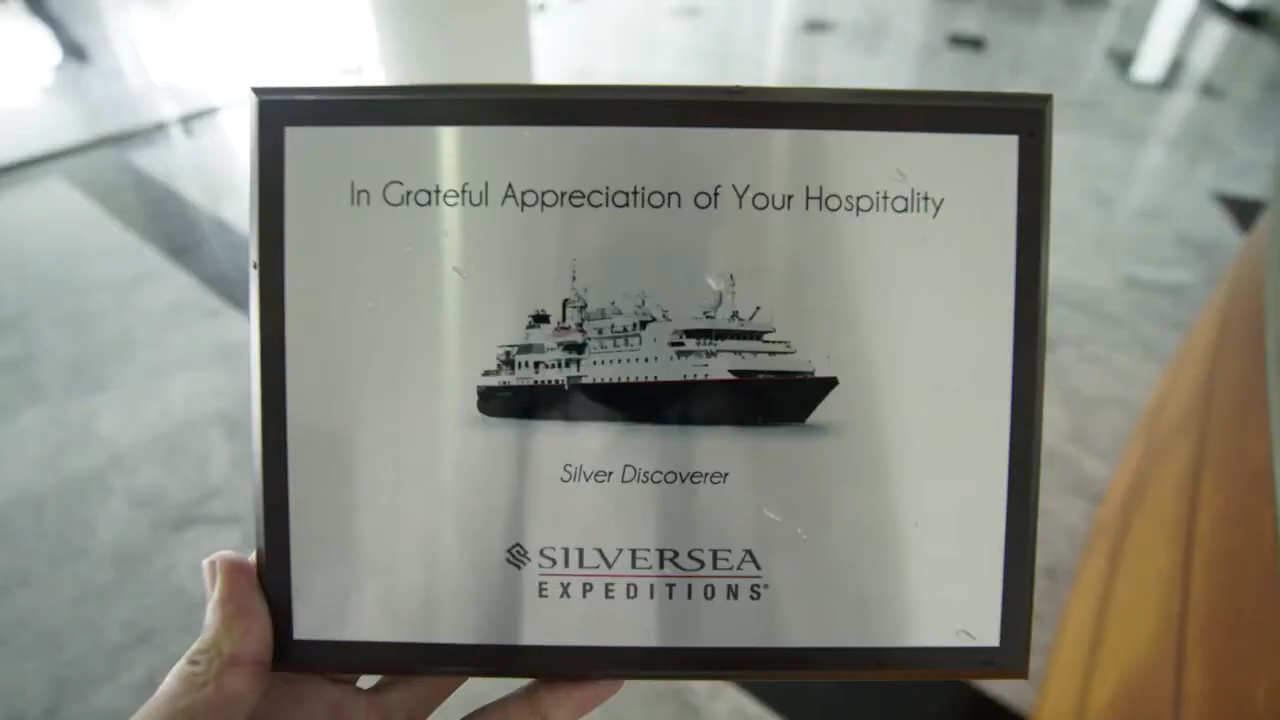 In Grateful Appreciation of Your Hospitality
Silver Discoverer
SILVERSEA
EXPEDITIONS®